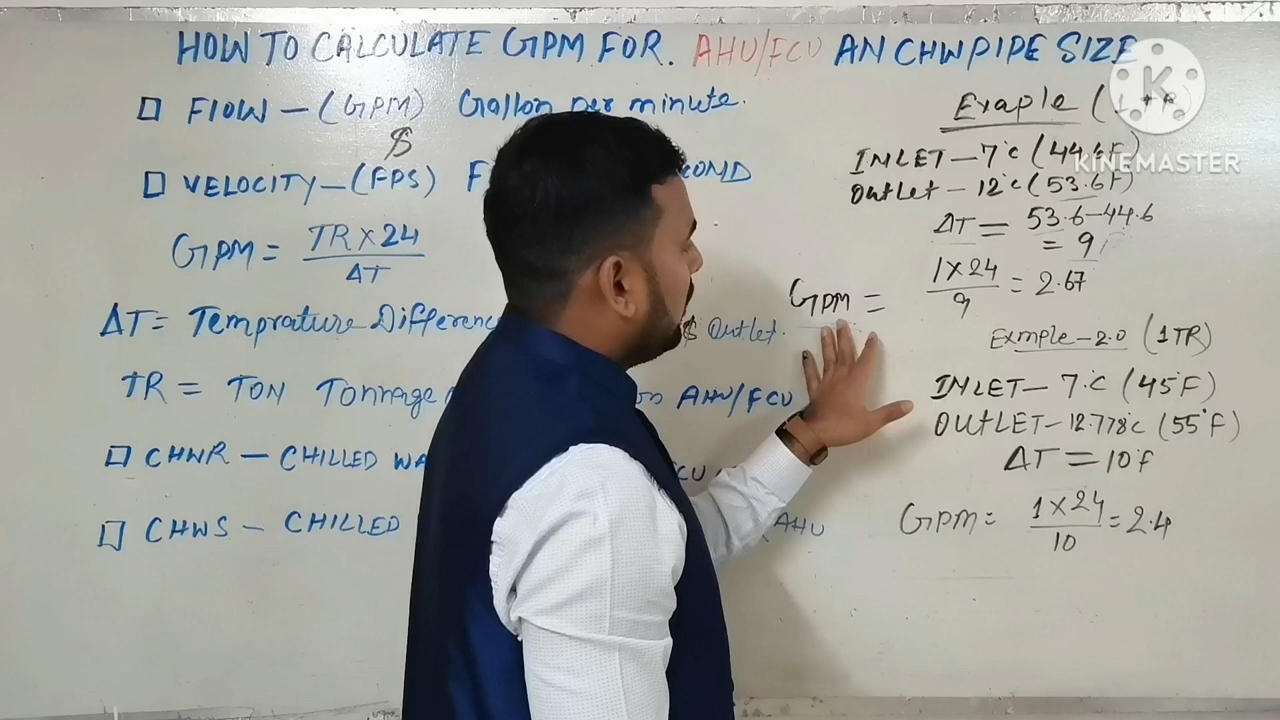 HOW TO CALCULATE GPM FOR. AHU/FCU AN CHWPIPE SIZE
FLOW - (GPM) Gallon per minute.
$
VELOCITY - (FPS) F OND
GPM = TR X 24
ΔT
ΔT = Temprature Differenc $ Outlet.
TR = TON Tonnage on AHU/FCU
CHWR - CHILLED WA CU
CHWS - CHILLED AHU
Exaple (
K
KINEMASTER
INLET - 7°c (44.6F)
Outlet - 12°c (53.6F)
ΔT = 53.6-44.6
= 9
GPM = 1 X 24 = 2.67
9
Exmple - 2.0 (1TR)
INLET - 7°C (45°F)
OUTLET - 12.778°c (55°F)
ΔT = 10°F
GPM = 1 X 24 = 2.4
10